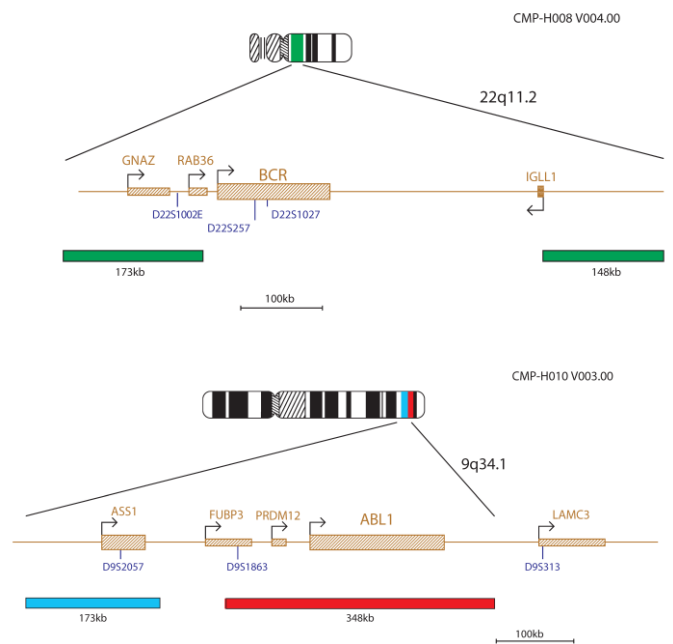 CMP-H008 V004.00
22q11.2
GNAZ RAB36 BCR IGLL1
D22S1002E D22S1027
D22S257
173kb 148kb
100kb
CMP-H010 V003.00
9q34.1
ASS1 FUBP3 PRDM12 ABL1 LAMC3
D9S2057 D9S1863 D9S313
173kb 348kb
100kb